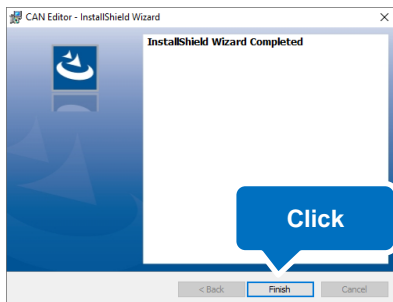 CAN Editor - InstallShield Wizard
InstallShield Wizard Completed
Click
< Back
Finish
Cancel